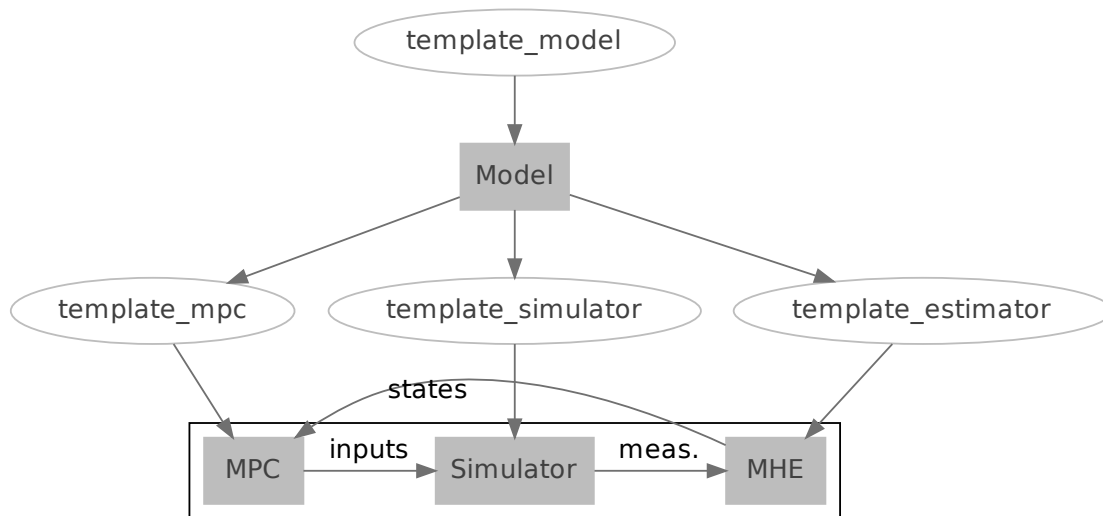 template_model
Model
template_mpc
template_simulator
template_estimator
states
MPC
inputs
Simulator
meas.
MHE